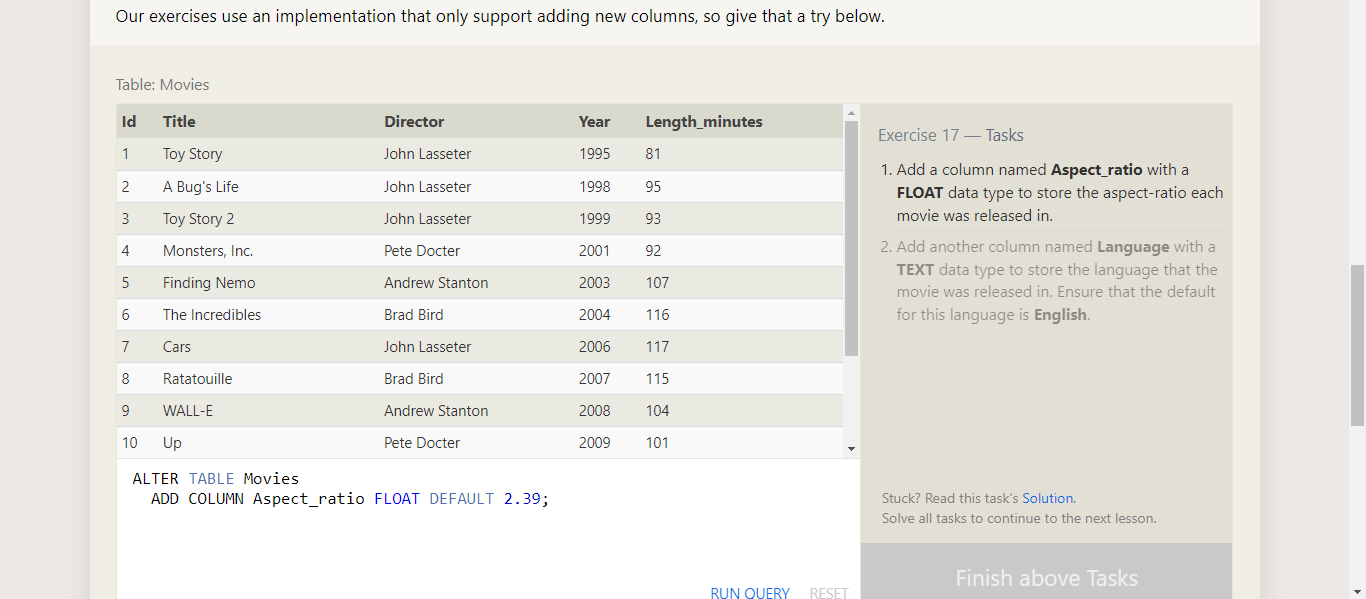 Our exercises use an implementation that only support adding new columns, so give that a try below.
Table: Movies
Id Title Director Year Length_minutes
1 Toy Story John Lasseter 1995 81
2 A Bug's Life John Lasseter 1998 95
3 Toy Story 2 John Lasseter 1999 93
4 Monsters, Inc. Pete Docter 2001 92
5 Finding Nemo Andrew Stanton 2003 107
6 The Incredibles Brad Bird 2004 116
7 Cars John Lasseter 2006 117
8 Ratatouille Brad Bird 2007 115
9 WALL-E Andrew Stanton 2008 104
10 Up Pete Docter 2009 101
ALTER TABLE Movies
ADD COLUMN Aspect_ratio FLOAT DEFAULT 2.39;
RUN QUERY RESET
Exercise 17 — Tasks
1. Add a column named Aspect_ratio with a
FLOAT data type to store the aspect-ratio each
movie was released in.
2. Add another column named Language with a
TEXT data type to store the language that the
movie was released in. Ensure that the default
for this language is English.
Stuck? Read this task's Solution.
Solve all tasks to continue to the next lesson.
Finish above Tasks